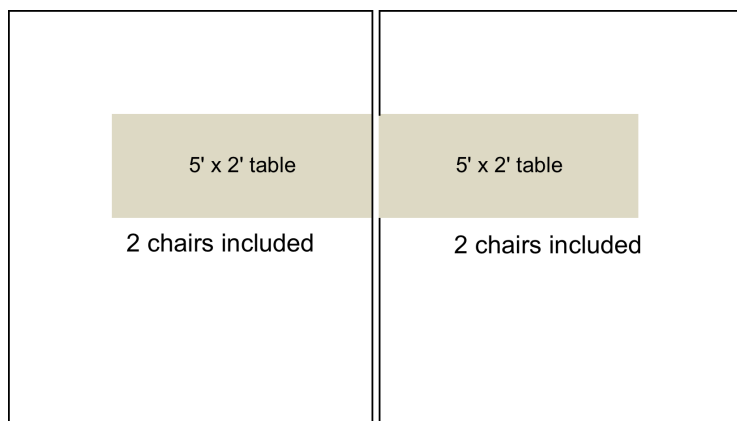 5' x 2' table
5' x 2' table
2 chairs included
2 chairs included